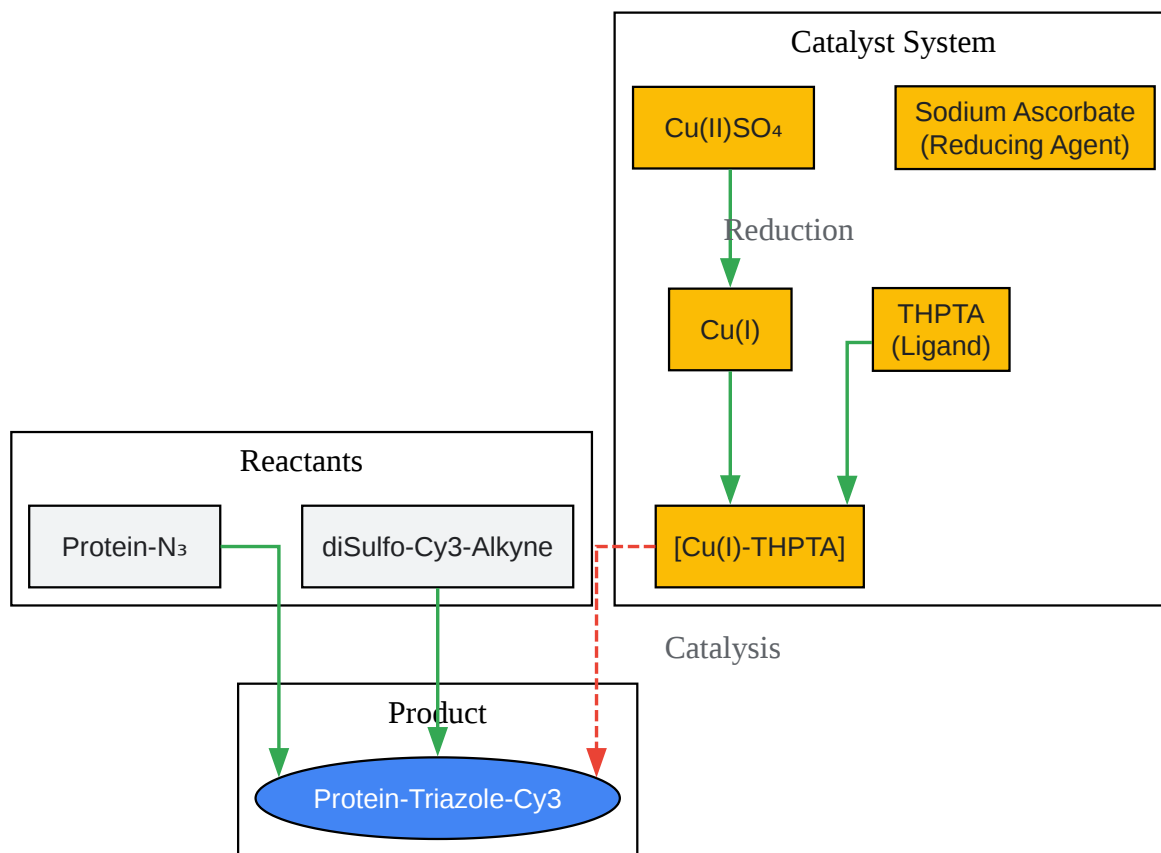 Catalyst System
Cu(II)SO₄
Sodium Ascorbate
(Reducing Agent)
Reduction
Cu(I)
THPTA
(Ligand)
Reactants
Protein-N₃
diSulfo-Cy3-Alkyne
[Cu(I)-THPTA]
Catalysis
Product
Protein-Triazole-Cy3